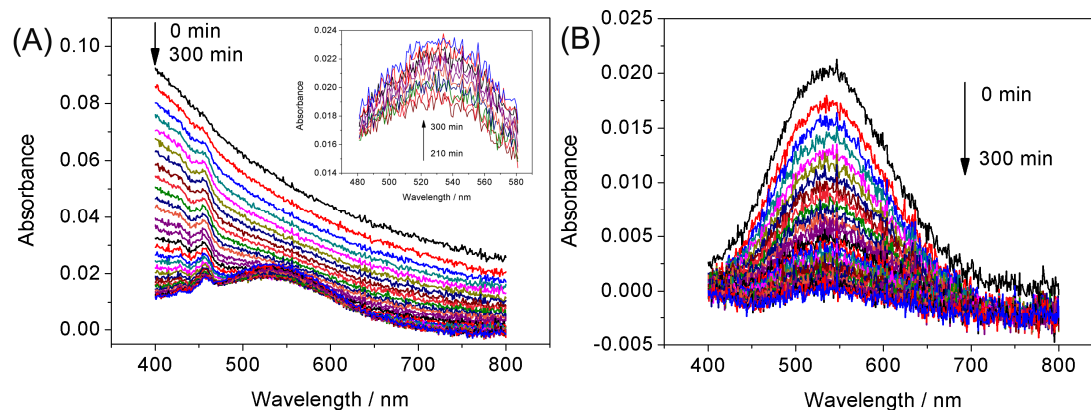 (A)
0 min
300 min
Absorbance
0.10
0.08
0.06
0.04
0.02
0.00
400 500 600 700 800
Wavelength / nm
Absorbance
0.024
0.022
0.020
0.018
0.016
0.014
300 min
210 min
480 500 520 540 560 580
Wavelength / nm
(B)
0 min
300 min
Absorbance
0.025
0.020
0.015
0.010
0.005
0.000
-0.005
400 500 600 700 800
Wavelength / nm